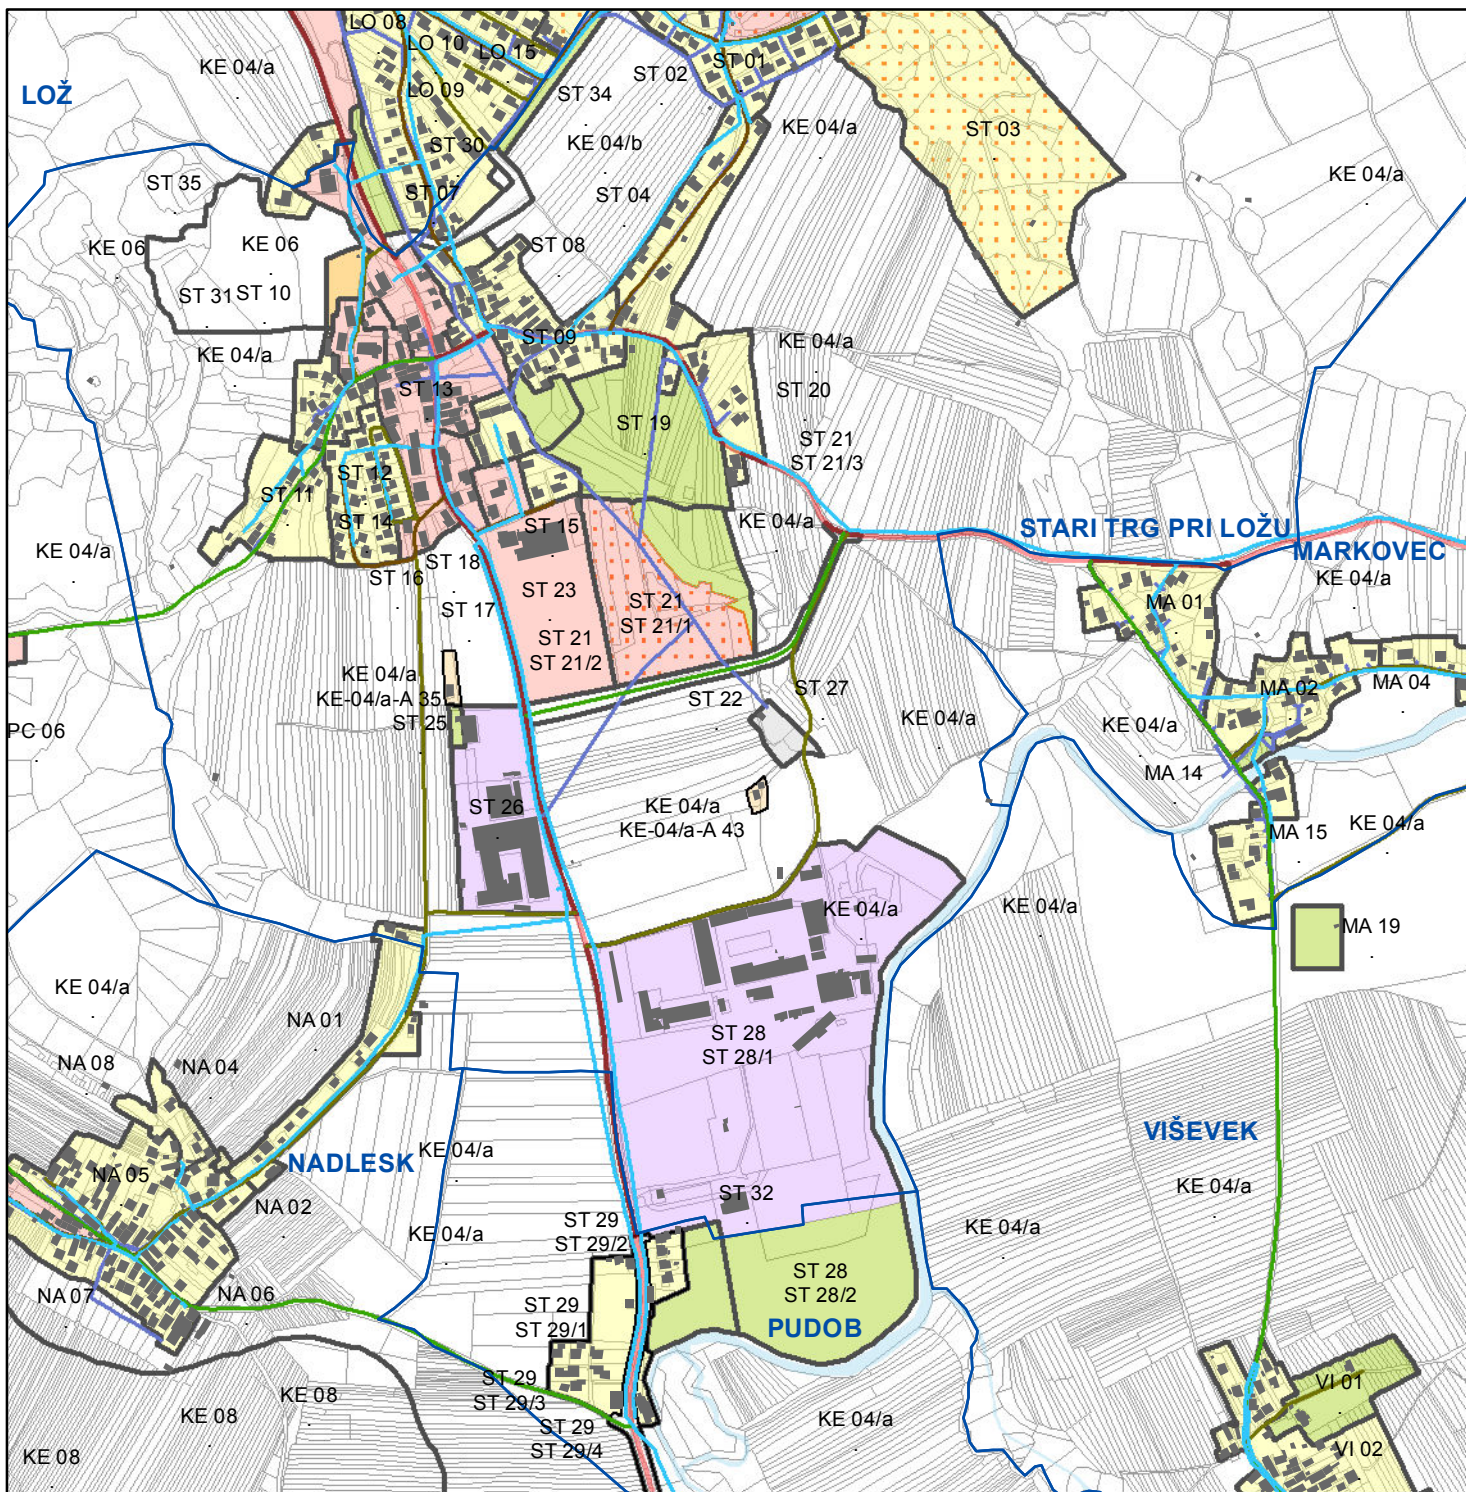 LO 08
LO 10
LO 15
KE 04/a
LOŽ
LO 09
ST 02
ST 01
ST 34
KE 04/b
KE 04/a
ST 03
ST 30
ST 35
ST 07
ST 04
KE 04/a
KE 06
KE 06
ST 08
ST 31
ST 10
KE 04/a
ST 09
KE 04/a
ST 13
ST 20
ST 19
ST 21
ST 21/3
ST 12
ST 11
ST 14
ST 15
KE 04/a
STARI TRG PRI LOŽU
MARKOVEC
KE 04/a
ST 18
ST 16
ST 17
ST 23
ST 21
ST 21/1
KE 04/a
MA 01
ST 21
ST 21/2
KE 04/a
KE-04/a-A 35
ST 25
ST 22
ST 27
KE 04/a
MA 02
MA 04
KE 04/a
PC 06
MA 14
ST 26
KE 04/a
KE-04/a-A 43
MA 15
KE 04/a
KE 04/a
KE 04/a
MA 19
KE 04/a
NA 01
ST 28
ST 28/1
NA 08
NA 04
VIŠEVEK
NADLESK
KE 04/a
NA 05
KE 04/a
ST 32
NA 02
KE 04/a
ST 29
ST 29/2
KE 04/a
ST 28
ST 28/2
NA 07
NA 06
ST 29
ST 29/1
PUDOB
ST 29
ST 29/3
KE 08
KE 08
ST 29
ST 29/4
KE 04/a
VI 01
VI 02
KE 08